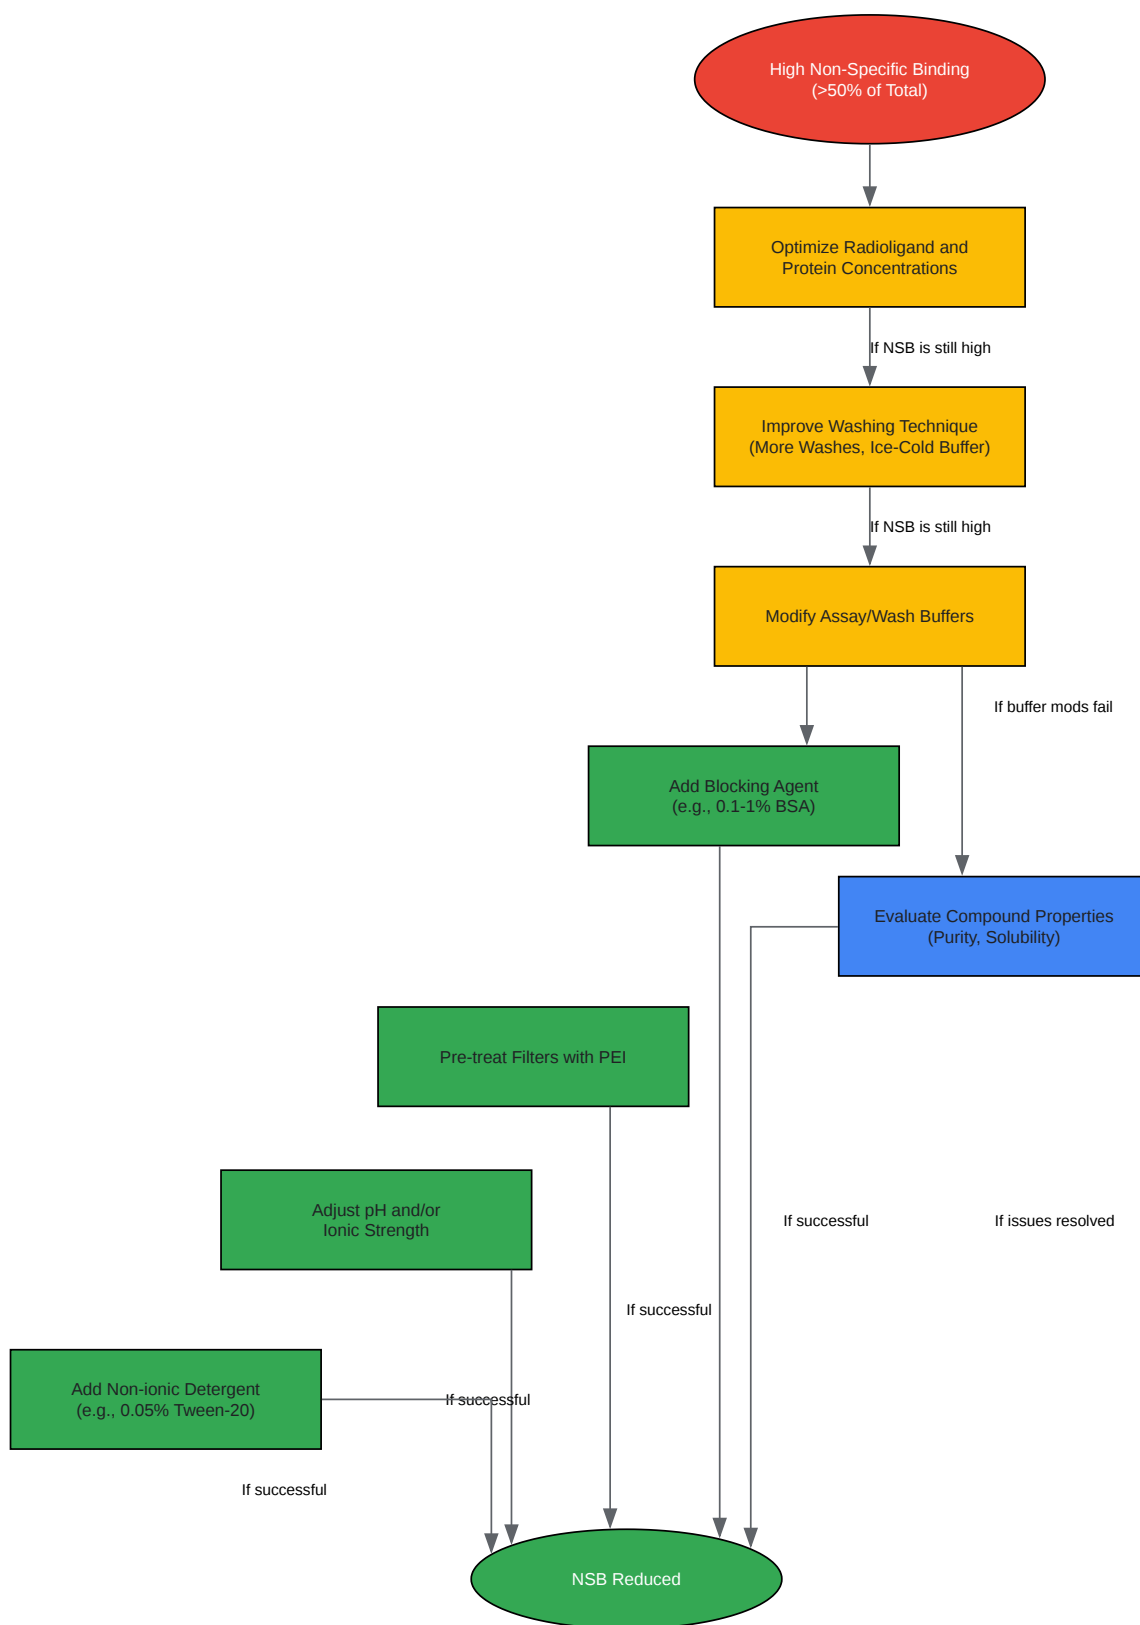 High Non-Specific Binding
(>50% of Total)
Optimize Radioligand and
Protein Concentrations
If NSB is still high
Improve Washing Technique
(More Washes, Ice-Cold Buffer)
If NSB is still high
Modify Assay/Wash Buffers
If buffer mods fail
Add Blocking Agent
(e.g., 0.1-1% BSA)
Evaluate Compound Properties
(Purity, Solubility)
Pre-treat Filters with PEI
Adjust pH and/or
Ionic Strength
If successful
If issues resolved
If successful
Add Non-ionic Detergent
(e.g., 0.05% Tween-20)
If successful
If successful
NSB Reduced